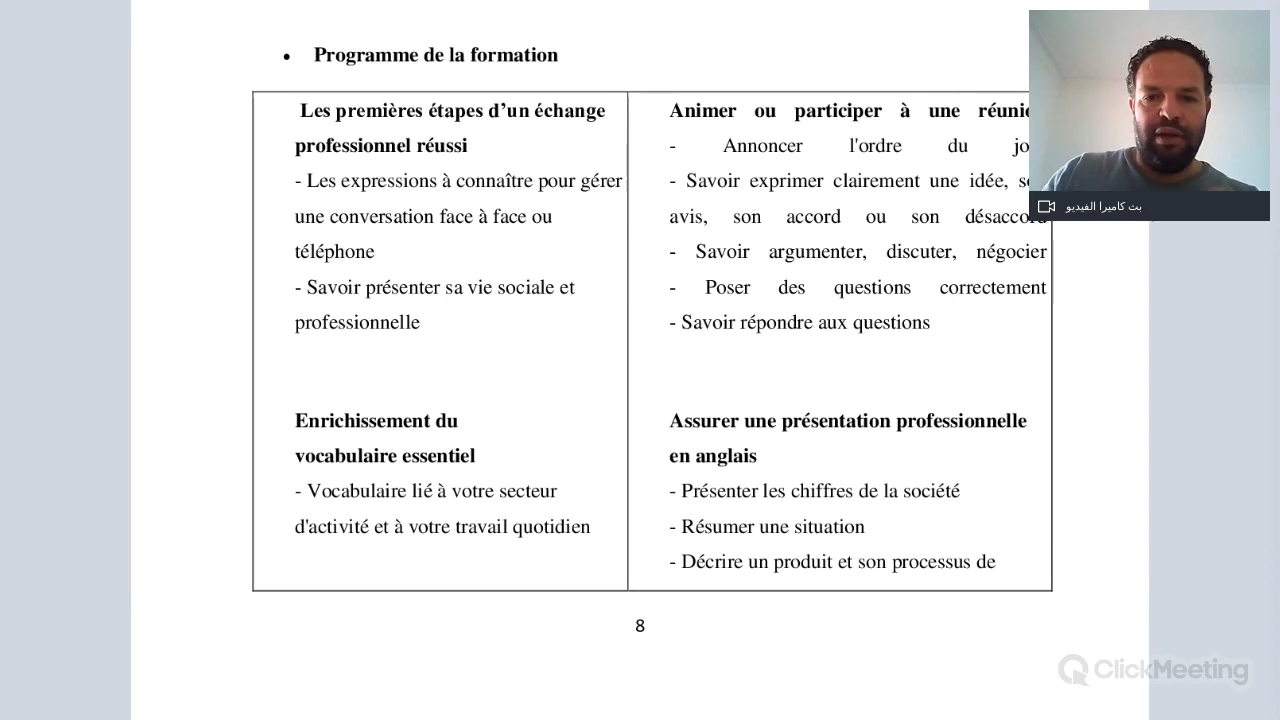 • Programme de la formation
Les premières étapes d’un échange
professionnel réussi
- Les expressions à connaître pour gérer
une conversation face à face ou
téléphone
- Savoir présenter sa vie sociale et
professionnelle
Enrichissement du
vocabulaire essentiel
- Vocabulaire lié à votre secteur
d'activité et à votre travail quotidien
Animer ou participer à une
- Annoncer l'ordre du
- Savoir exprimer clairement une idée,
avis, son accord ou son désaccord
- Savoir argumenter, discuter, négocier
- Poser des questions correctement
- Savoir répondre aux questions
Assurer une présentation professionnelle
en anglais
- Présenter les chiffres de la société
- Résumer une situation
- Décrire un produit et son processus de
8
بث كاميرا الفيديو
ClickMeeting